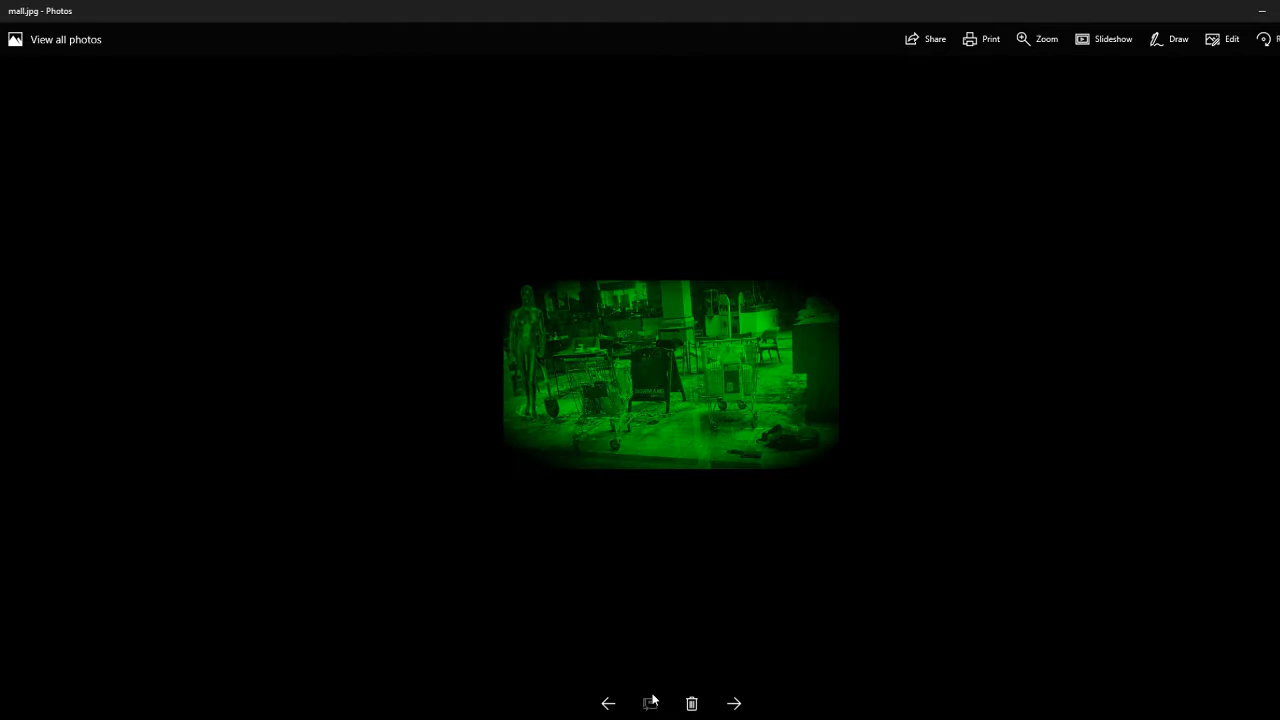 mall.jpg - Photos
View all photos
Share
Print
Zoom
Slideshow
Draw
Edit